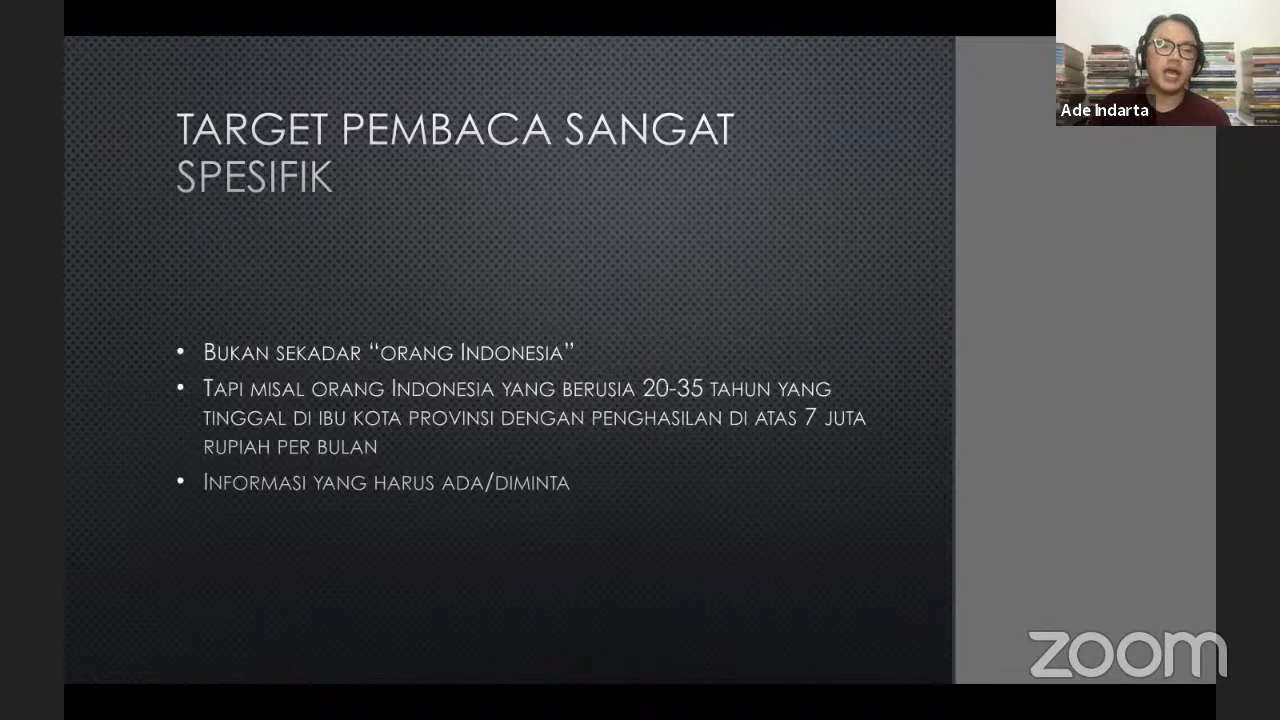 TARGET PEMBACA SANGAT
SPESIFIK
• BUKAN SEKADAR “ORANG INDONESIA”
• TAPI MISAL ORANG INDONESIA YANG BERUSIA 20-35 TAHUN YANG
TINGGAL DI IBU KOTA PROVINSI DENGAN PENGHASILAN DI ATAS 7 JUTA
RUPIAH PER BULAN
• INFORMASI YANG HARUS ADA/DIMINTA
Ade Indarta
zoom